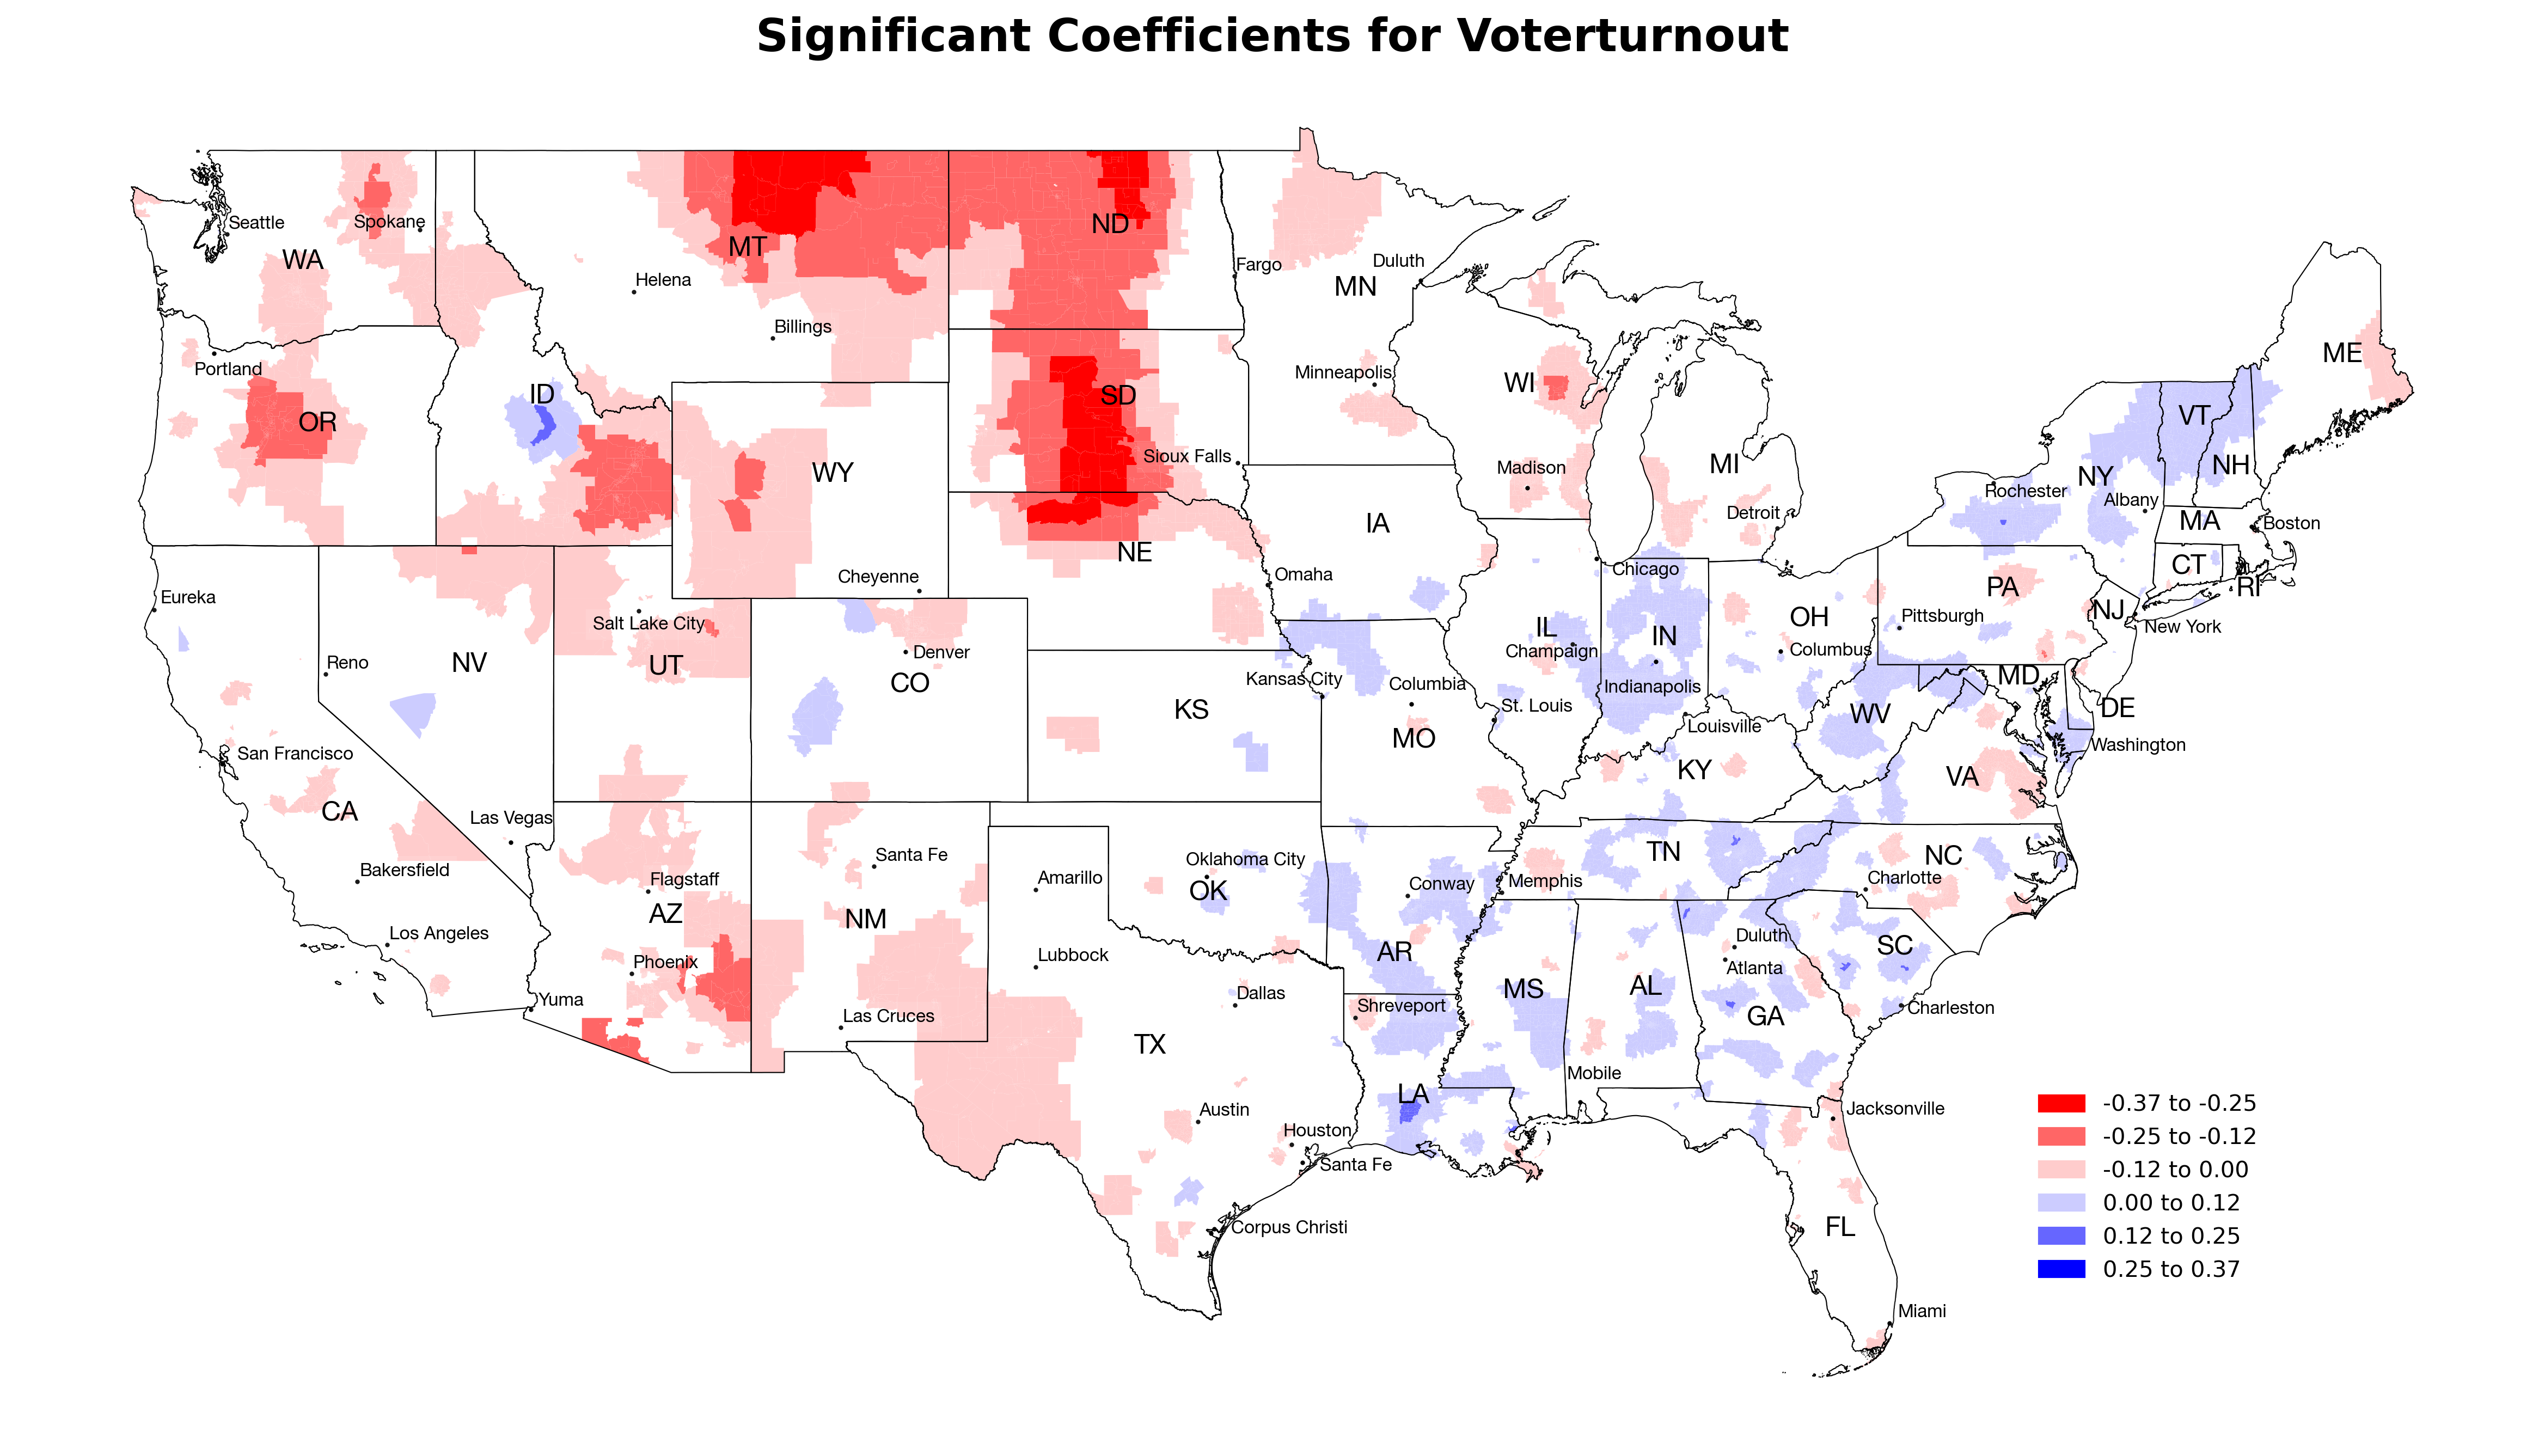 Significant Coefficients for Voterturnout
Seattle
Spokane
WA
MT
ND
Helena
Fargo
Duluth
MN
Billings
Portland
ID
OR
Minneapolis
WI
SD
ME
VT
WY
Sioux Falls
Madison
MI
NY
NH
Rochester
Albany
Detroit
IA
MA
Boston
NE
Cheyenne
Omaha
Chicago
CT
RI
PA
NJ
Eureka
Salt Lake City
UT
NV
Reno
Denver
CO
IL
Champaign
IN
OH
Columbus
Pittsburgh
New York
Kansas City
Columbia
Indianapolis
MD
KS
St. Louis
Louisville
WV
DE
Washington
MO
San Francisco
KY
VA
CA
Las Vegas
Santa Fe
Oklahoma City
TN
NC
Bakersfield
Flagstaff
Amarillo
OK
Conway
Memphis
Charlotte
AZ
NM
Los Angeles
Lubbock
AR
Duluth
SC
Phoenix
Atlanta
Yuma
Las Cruces
Dallas
Shreveport
MS
AL
GA
Charleston
TX
Mobile
LA
Austin
Jacksonville
Houston
Santa Fe
Corpus Christi
FL
Miami
-0.37 to -0.25
-0.25 to -0.12
-0.12 to 0.00
0.00 to 0.12
0.12 to 0.25
0.25 to 0.37